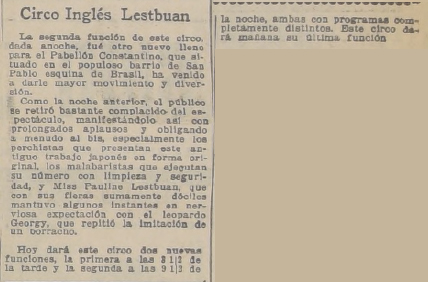 Circo Inglés Lestbuan
La segunda función de este circo,
dada anoche, fué otro nuevo lleno
para el Pabellón Constantino, que si-
tuado en el populoso barrio de San
Pablo esquina de Brasil, ha venido
a darle mayor movimiento y diver-
sión.
Como la noche anterior, el público
se retiró bastante complacido del es-
pectáculo, manifestándolo así con
prolongados aplausos y obligando
a menudo al bis, especialmente los
perchistas que presentan este an-
tiguo trabajo japonés en forma ori-
ginal, los malabaristas que ejecutan
su número con limpieza y seguri-
dad, y Miss Pauline Lestbuan, que
con sus fieras sumamente dóciles
mantuvo algunos instantes en ner-
viosa expectación con el leopardo
Georgy, que repitió la imitación de
un borracho.
Hoy dará este circo dos nuevas
funciones, la primera a las 3 1|2 de
la tarde y la segunda a las 9 1|2 de
la noche, ambas con programas com-
pletamente distintos. Este circo da-
rá mañana su última función